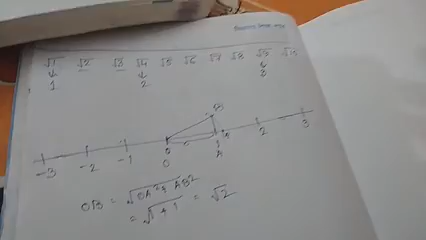 √1 √2 √3 √4 √5 √6 √7 √8 √9 √10
1 2 3
B
-3 -2 -1 0 1 2 3
A
OB = √OA²+AB²
= √1+1 = √2